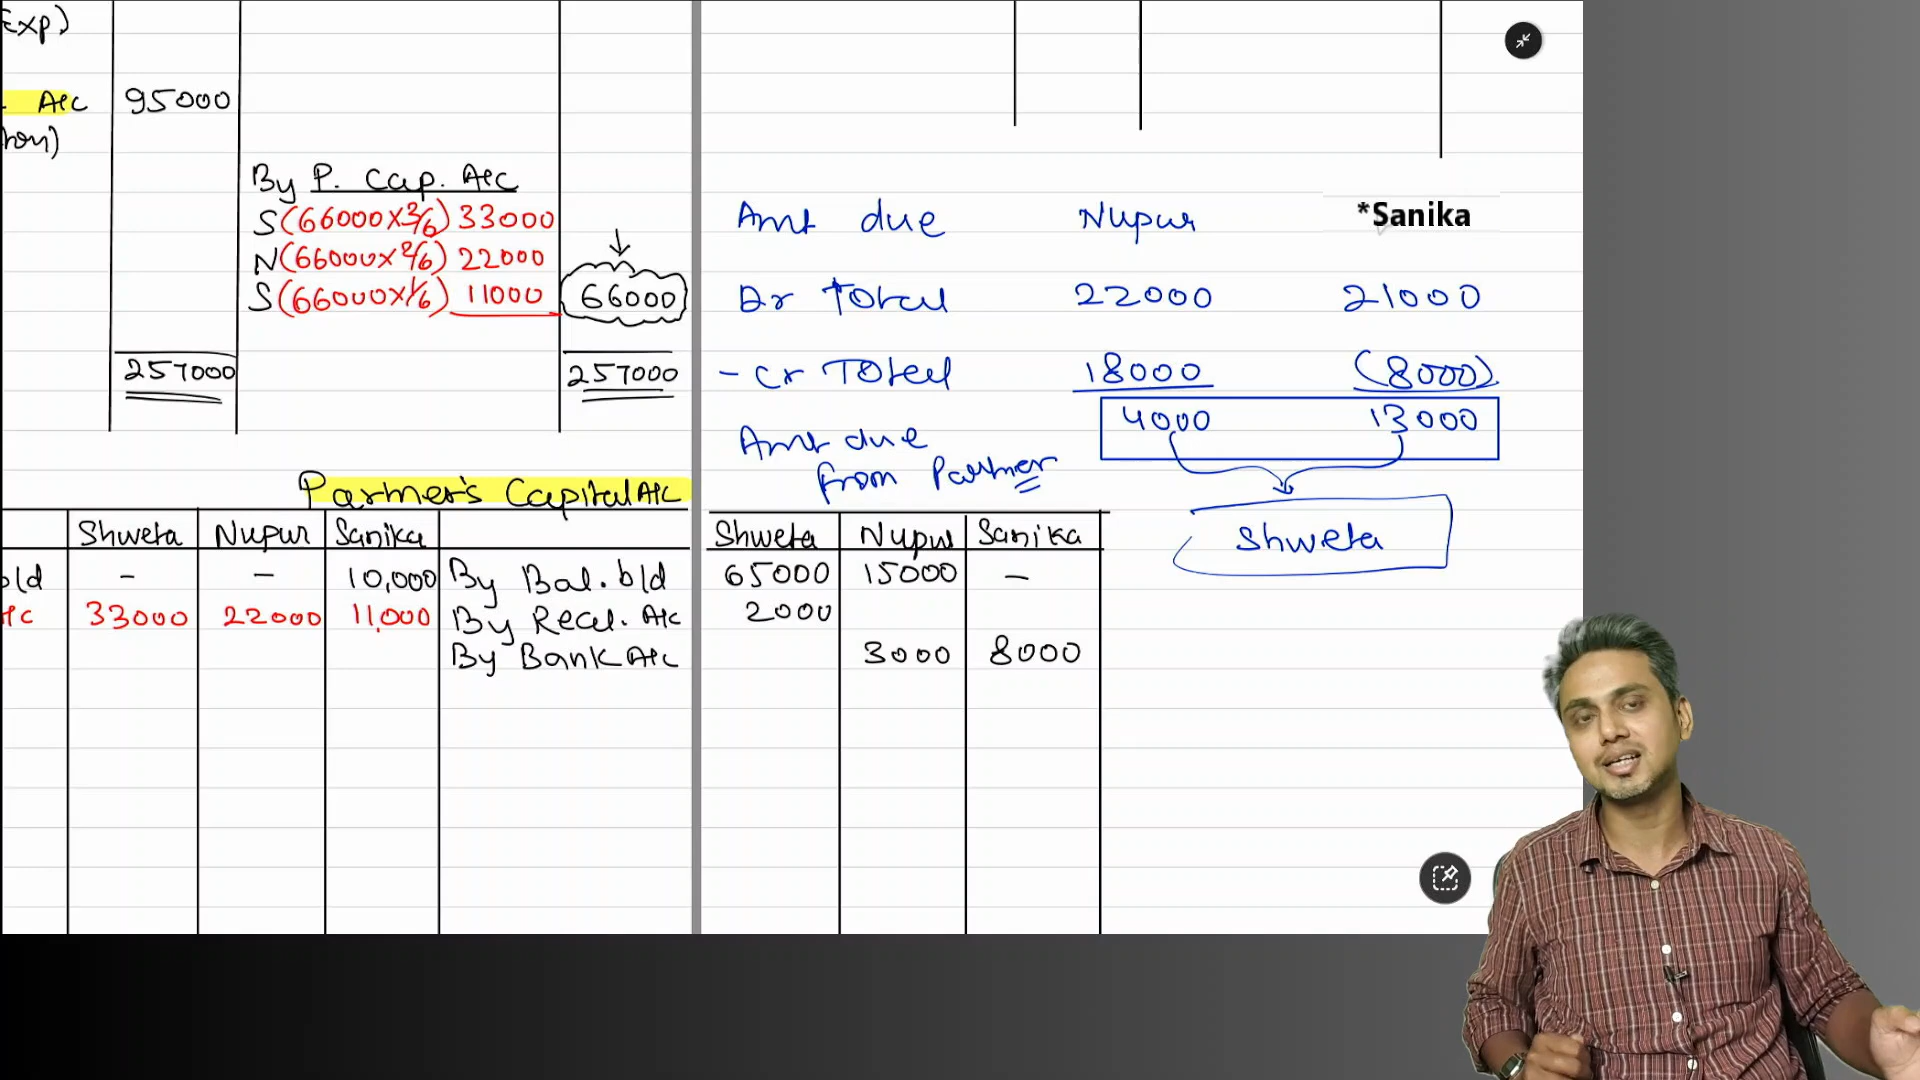 Exp)
A/c 95000
By P. Cap. A/c
S (66000 x 3/6) 33000
N (66000 x 2/6) 22000
S (66000 x 1/6) 11000 66000
257000 257000
Amt due Nupur *Sanika
Dr Total 22000 21000
- Cr Total 18000 (8000)
4000 13000
Amt due
from Partner
Shweta
Partner's Capital A/c
Shweta Nupur Sanika Shweta Nupur Sanika
b/d - - 10,000 By Bal. b/d 65000 15000 -
A/c 33000 22000 11,000 By Real. A/c 2000
By Bank A/c 3000 8000